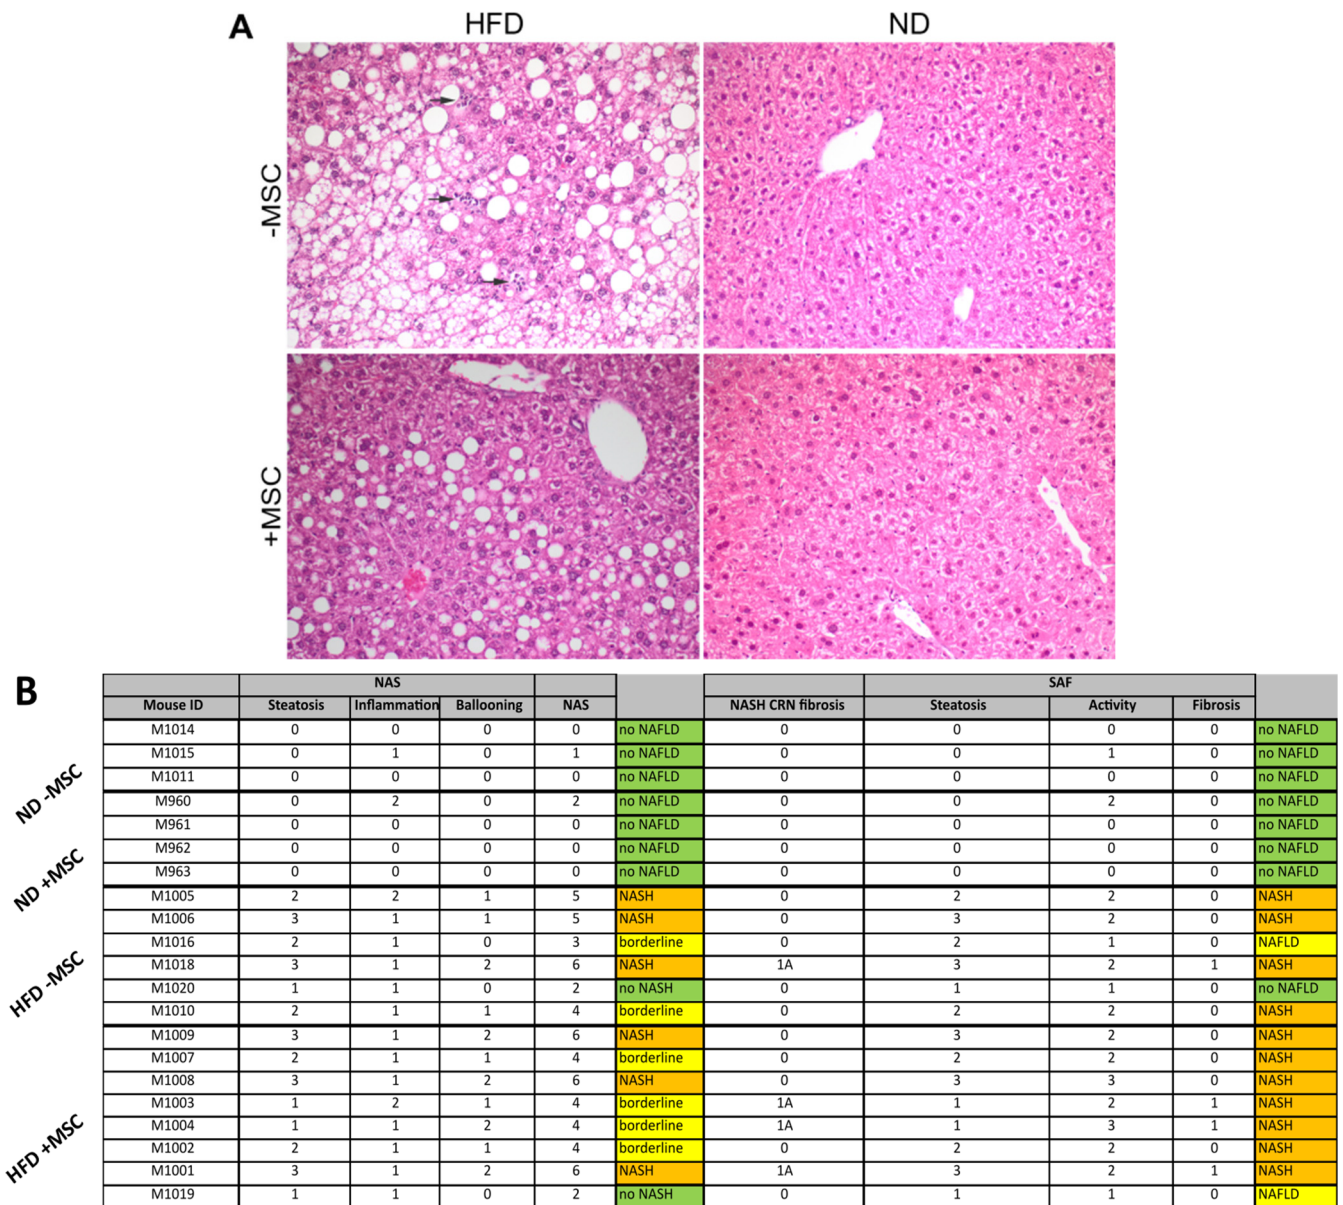 A
HFD
ND
-MSC
+MSC
B
NAS
SAF
Mouse ID Steatosis Inflammation Ballooning NAS NASH CRN fibrosis Steatosis Activity Fibrosis
ND -MSC
M1014 0 0 0 0 no NAFLD 0 0 0 0 no NAFLD
M1015 0 1 0 1 no NAFLD 0 0 1 0 no NAFLD
M1011 0 0 0 0 no NAFLD 0 0 0 0 no NAFLD
ND +MSC
M960 0 2 0 2 no NAFLD 0 0 2 0 no NAFLD
M961 0 0 0 0 no NAFLD 0 0 0 0 no NAFLD
M962 0 0 0 0 no NAFLD 0 0 0 0 no NAFLD
M963 0 0 0 0 no NAFLD 0 0 0 0 no NAFLD
HFD -MSC
M1005 2 2 1 5 NASH 0 2 2 0 NASH
M1006 3 1 1 5 NASH 0 3 2 0 NASH
M1016 2 1 0 3 borderline 0 2 1 0 NAFLD
M1018 3 1 2 6 NASH 1A 3 2 1 NASH
M1020 1 1 0 2 no NASH 0 1 1 0 no NAFLD
M1010 2 1 1 4 borderline 0 2 2 0 NASH
HFD +MSC
M1009 3 1 2 6 NASH 0 3 2 0 NASH
M1007 2 1 1 4 borderline 0 2 2 0 NASH
M1008 3 1 2 6 NASH 0 3 3 0 NASH
M1003 1 2 1 4 borderline 1A 1 2 1 NASH
M1004 1 1 2 4 borderline 1A 1 3 1 NASH
M1002 2 1 1 4 borderline 0 2 2 0 NASH
M1001 3 1 2 6 NASH 1A 3 2 1 NASH
M1019 1 1 0 2 no NASH 0 1 1 0 NAFLD